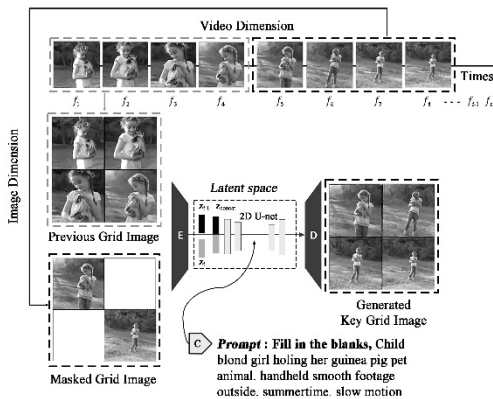 Video Dimension
Times
f₁ f₂ f₃ f₄ f₅ f₆ f₇ f₈
Image Dimension
Previous Grid Image
Latent space
2D U-net
E
D
Generated
Key Grid Image
Masked Grid Image
C
Prompt : Fill in the blanks, Child
blond girl holing her guinea pig pet
animal, handheld smooth footage
outside, summertime, slow motion